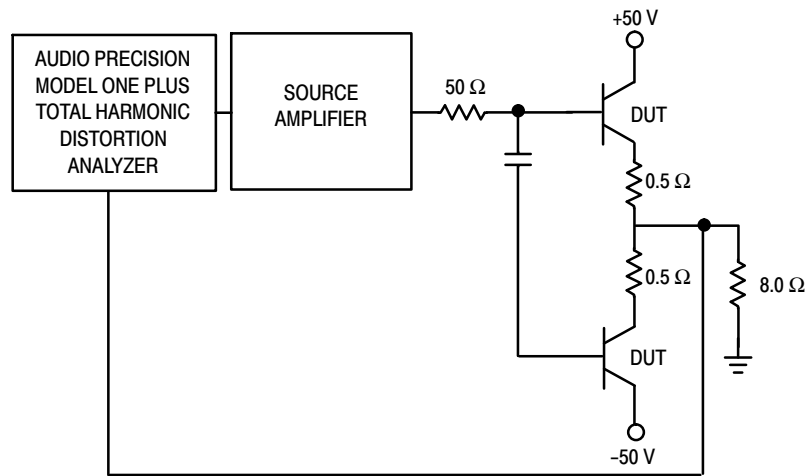 AUDIO PRECISION
MODEL ONE PLUS
TOTAL HARMONIC
DISTORTION
ANALYZER
SOURCE
AMPLIFIER
50 Ω
+50 V
DUT
0.5 Ω
0.5 Ω
8.0 Ω
DUT
–50 V